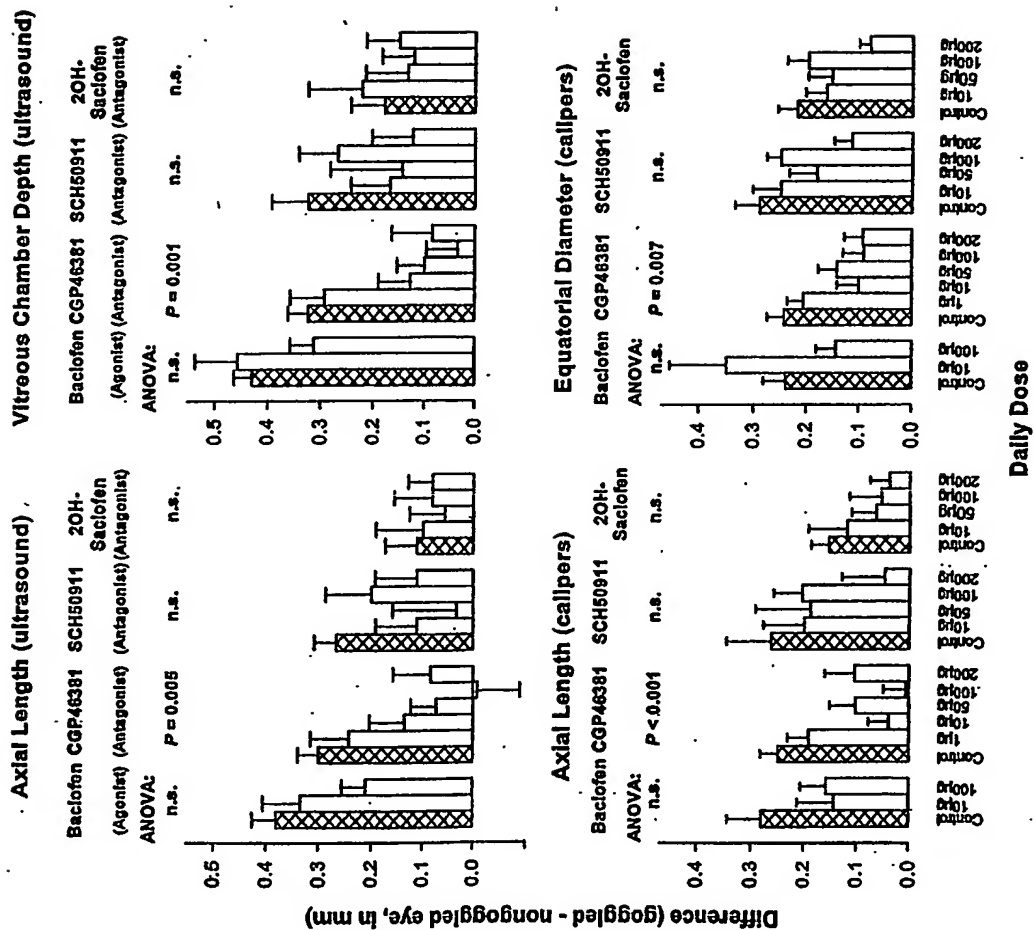 Axial Length (ultrasound)
Baclofen CGP46381 SCH50911 2OH-
Saclofen
(Agonist) (Antagonist) (Antagonist) (Antagonist)
ANOVA:
n.s. P = 0.005 n.s. n.s.
0.5
0.4
0.3
0.2
0.1
0.0
Vitreous Chamber Depth (ultrasound)
Baclofen CGP46381 SCH50911 2OH-
Saclofen
(Agonist) (Antagonist) (Antagonist) (Antagonist)
ANOVA:
n.s. P = 0.001 n.s. n.s.
0.5
0.4
0.3
0.2
0.1
0.0
Difference (goggled - nongoggled eye, in mm)
Axial Length (callpers)
Baclofen CGP46381 SCH50911 2OH-
Saclofen
ANOVA:
n.s. P < 0.001 n.s. n.s.
0.4
0.3
0.2
0.1
0.0
Control 10µg 100µg Control 1µg 10µg 50µg 100µg 200µg Control 10µg 50µg 100µg 200µg Control 10µg 50µg 100µg 200µg
Equatorial Diameter (callpers)
Baclofen CGP46381 SCH50911 2OH-
Saclofen
ANOVA:
n.s. P = 0.007 n.s. n.s.
0.4
0.3
0.2
0.1
0.0
Control 10µg 100µg Control 1µg 10µg 50µg 100µg 200µg Control 10µg 50µg 100µg 200µg Control 10µg 50µg 100µg 200µg
Daily Dose